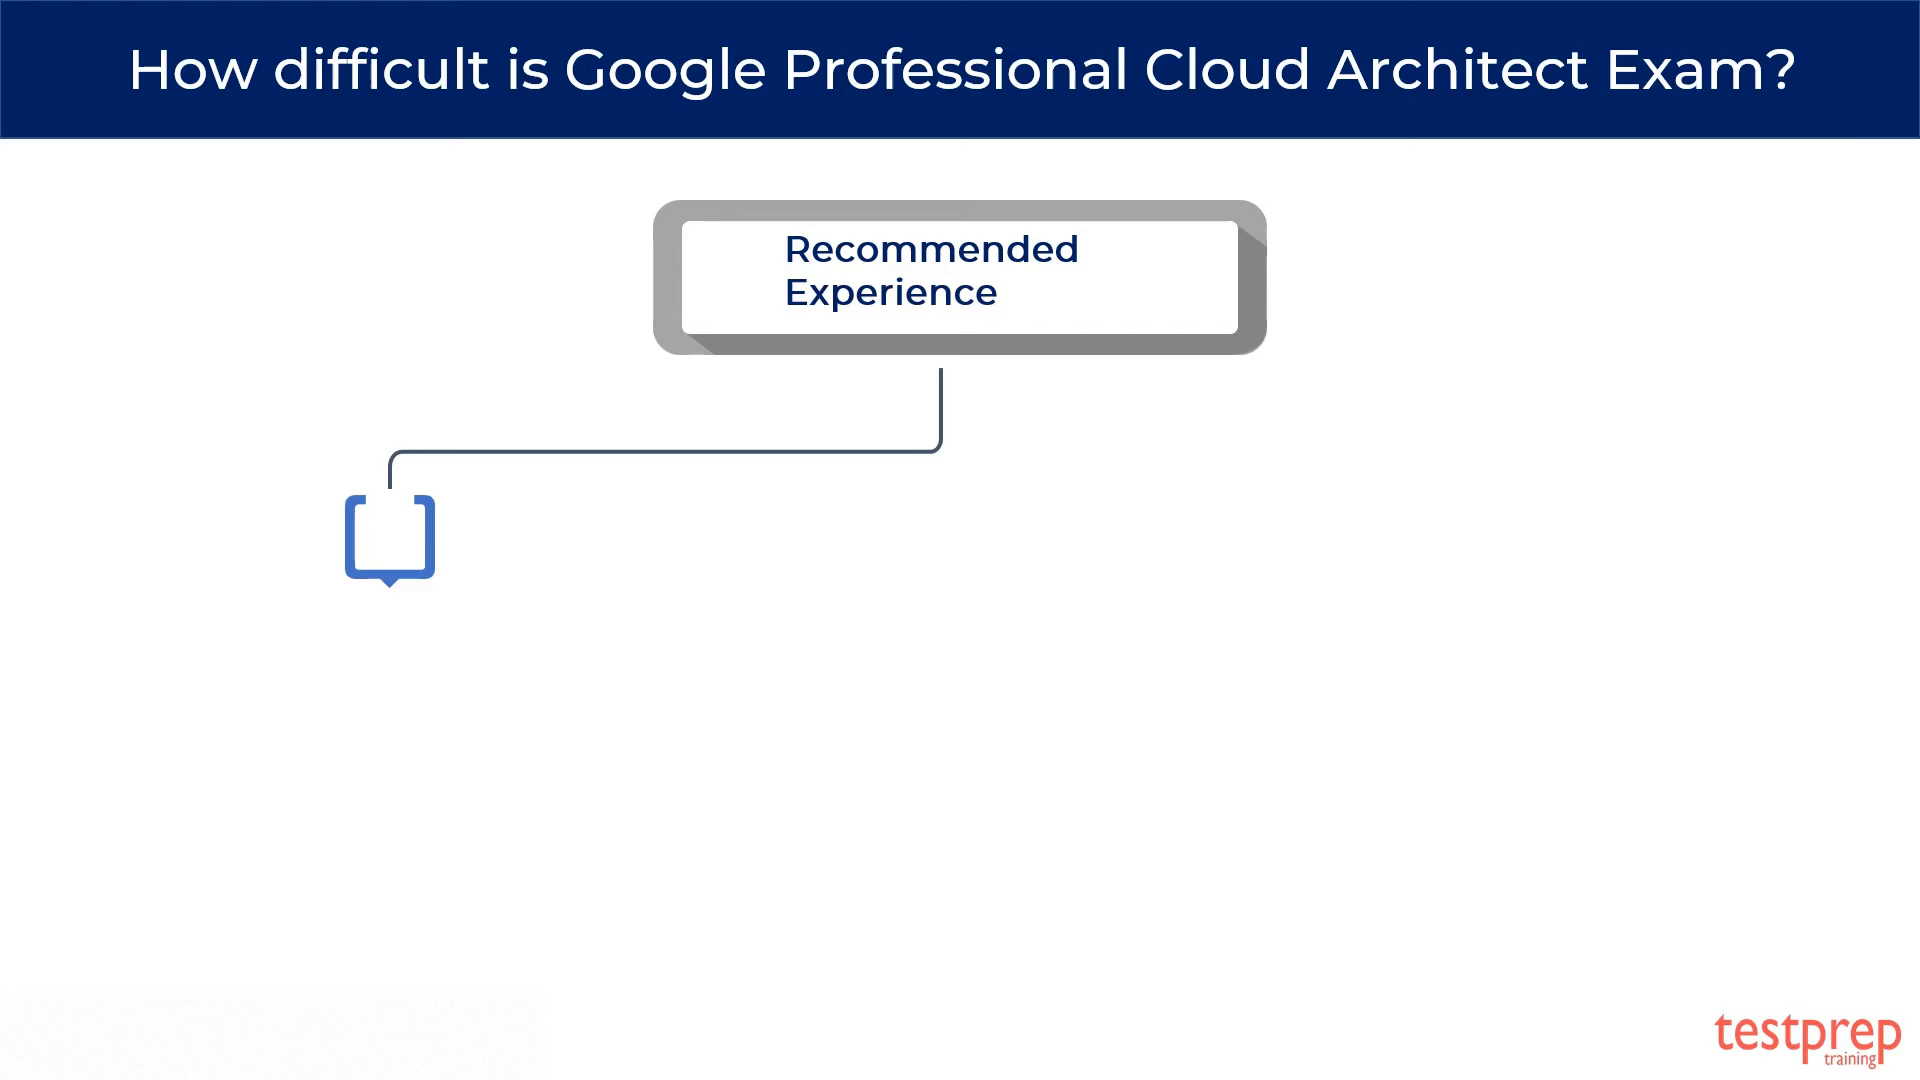 How difficult is Google Professional Cloud Architect Exam?
Recommended
Experience
testprep
training